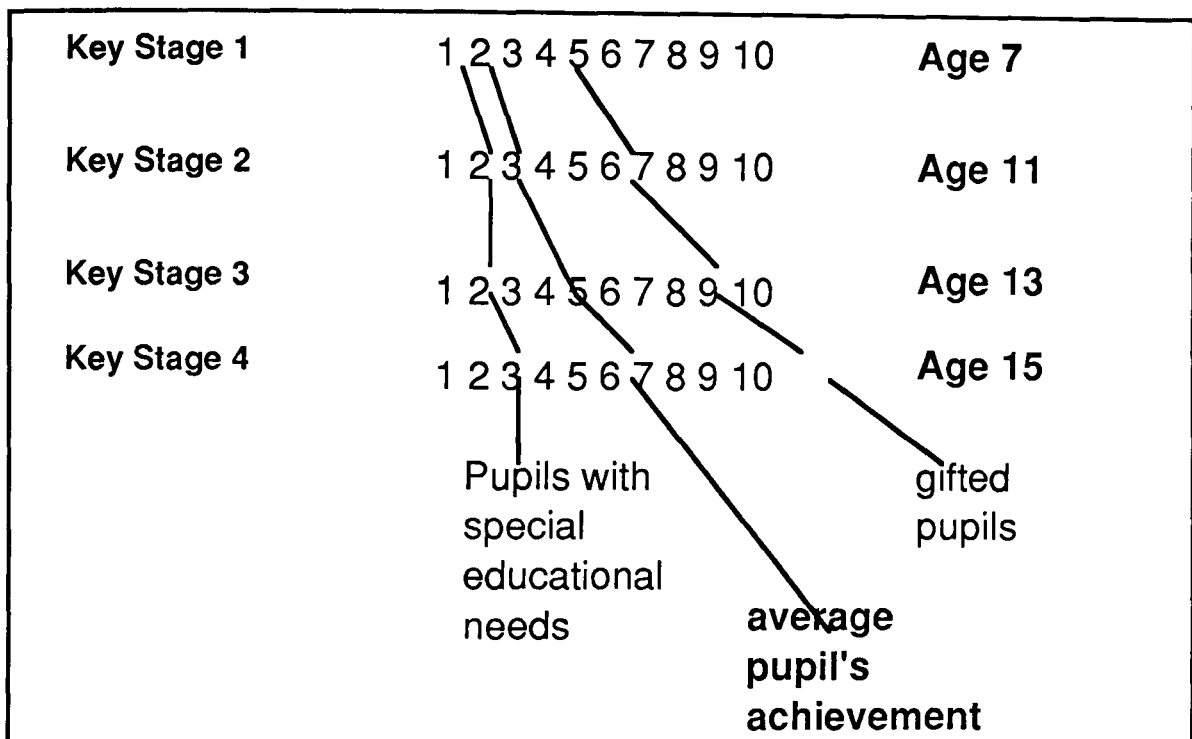 Key Stage 1 1 2 3 4 5 6 7 8 9 10 Age 7
Key Stage 2 1 2 3 4 5 6 7 8 9 10 Age 11
Key Stage 3 1 2 3 4 5 6 7 8 9 10 Age 13
Key Stage 4 1 2 3 4 5 6 7 8 9 10 Age 15
Pupils with
special
educational
needs
gifted
pupils
average
pupil's
achievement